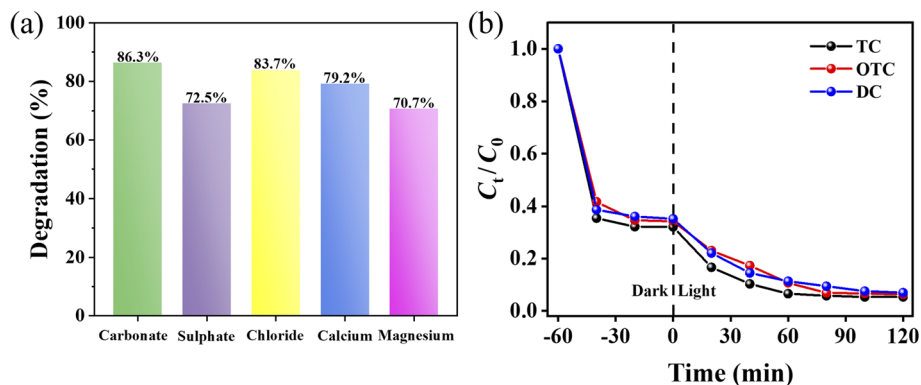 (a)
Degradation (%)
100
80
60
40
20
0
86.3%
72.5%
83.7%
79.2%
70.7%
Carbonate
Sulphate
Chloride
Calcium
Magnesium
(b)
Ct/C0
1.0
0.8
0.6
0.4
0.2
0.0
TC
OTC
DC
Dark
Light
-60
-30
0
30
60
90
120
Time (min)